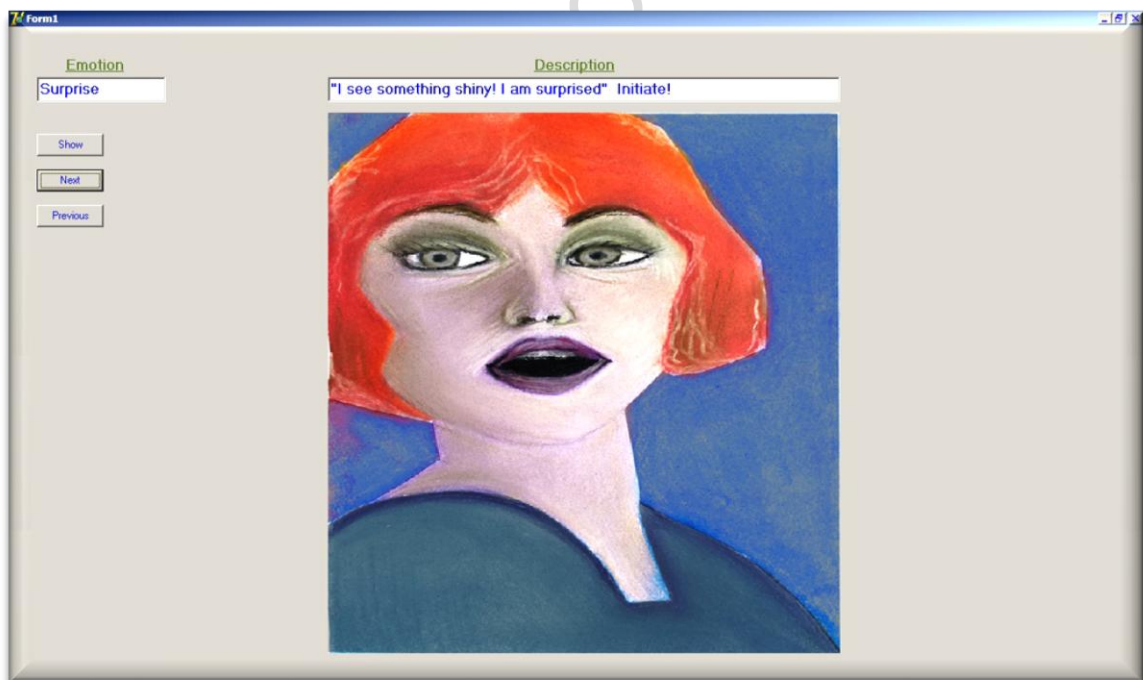 Form1
Emotion
Description
Surprise
"I see something shiny! I am surprised" Initiate!
Show
Next
Previous